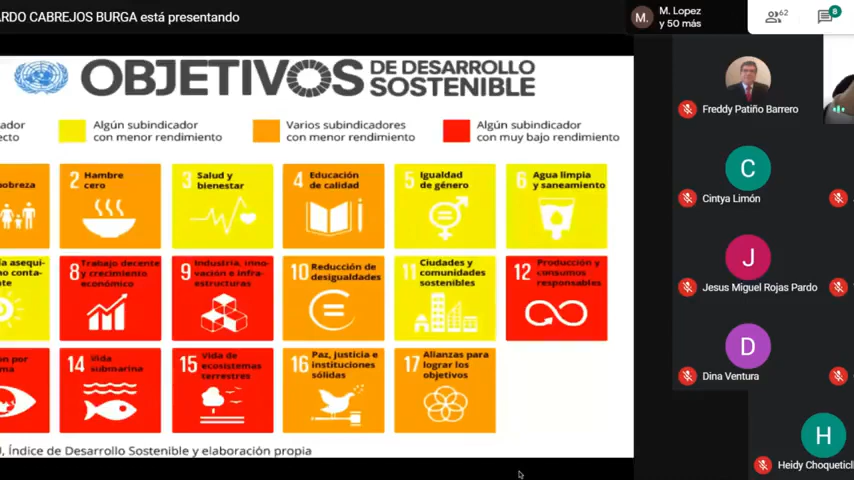 ARDO CABREJOS BURGA está presentando
M.
M. Lopez
y 50 más
62
8
OBJETIVOS DE DESARROLLO
SOSTENIBLE
Algún subindicador
con menor rendimiento
Varios subindicadores
con menor rendimiento
Algún subindicador
con muy bajo rendimiento
pobreza
2 Hambre
cero
3 Salud y
bienestar
4 Educación
de calidad
5 Igualdad
de género
6 Agua limpia
y saneamiento
8 Trabajo decente
y crecimiento
económico
9 Industria, inno-
vación e infra-
estructuras
10 Reducción de
desigualdades
11 Ciudades y
comunidades
sostenibles
12 Producción y
consumos
responsables
14 Vida
submarina
15 Vida de
ecosistemas
terrestres
16 Paz, justicia e
instituciones
sólidas
17 Alianzas para
lograr los
objetivos
Índice de Desarrollo Sostenible y elaboración propia
Freddy Patiño Barrero
C
Cintya Limón
J
Jesus Miguel Rojas Pardo
D
Dina Ventura
H
Heidy Choqueticll